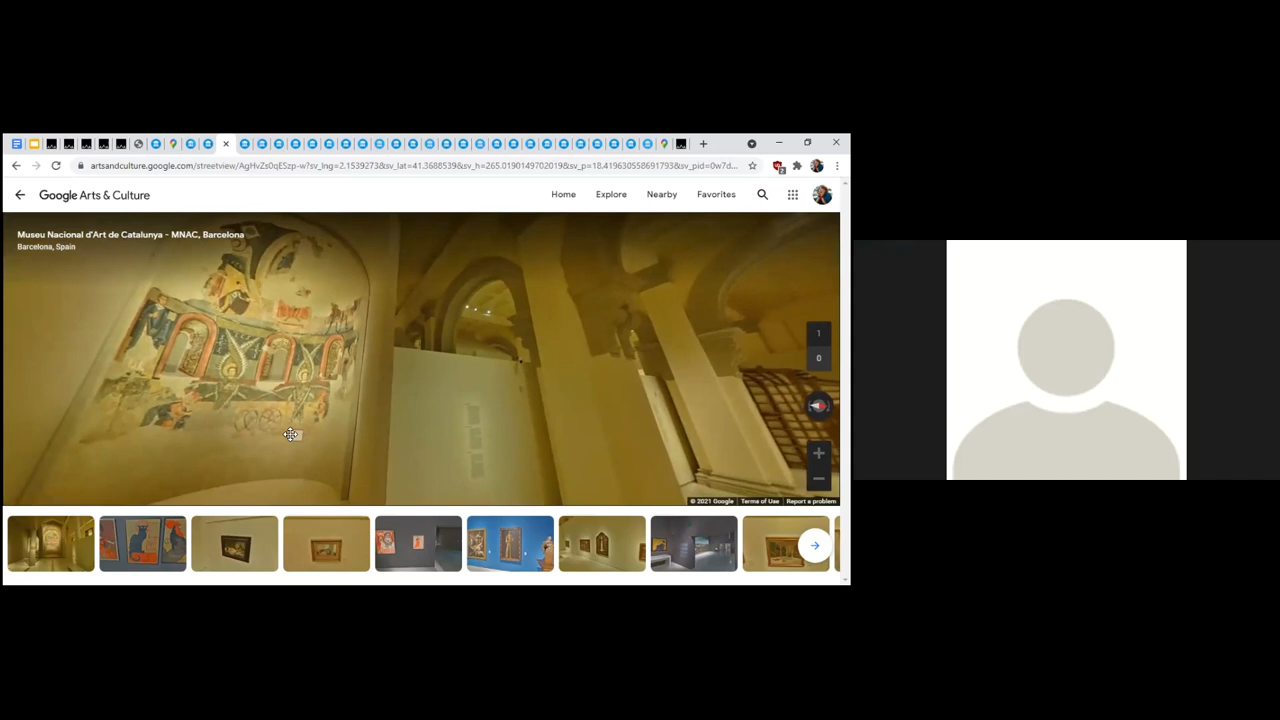 artsandculture.google.com/streetview/AgHvZs0qESzp-w?sv_lng=2.1539273&sv_lat=41.3688539&sv_h=265.0190149702019&sv_p=18.419630558691793&sv_pid=0w7d...
Google Arts & Culture
Home
Explore
Nearby
Favorites
Museu Nacional d'Art de Catalunya - MNAC, Barcelona
Barcelona, Spain
1
0
© 2021 Google
Terms of Use
Report a problem